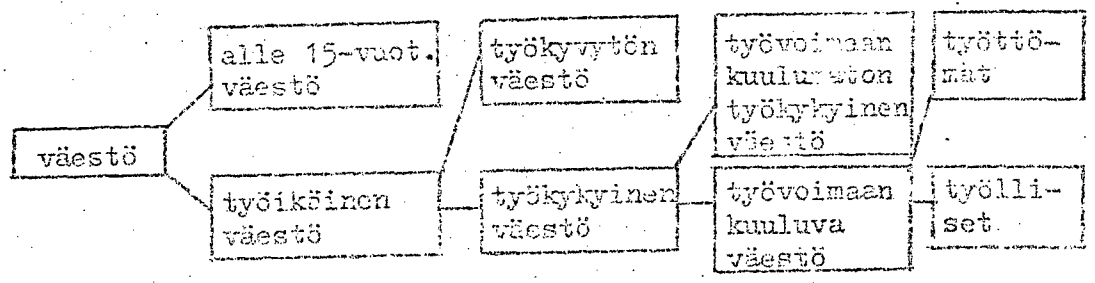 väestö
alle 15-vuot.
väestö
työikäinen
väestö
työkyvytön
väestö
työkykyinen
väestö
työvoimaan
kuulumaton
työkykyinen
väestö
työvoimaan
kuuluva
väestö
työttö-
mät
työlli-
set